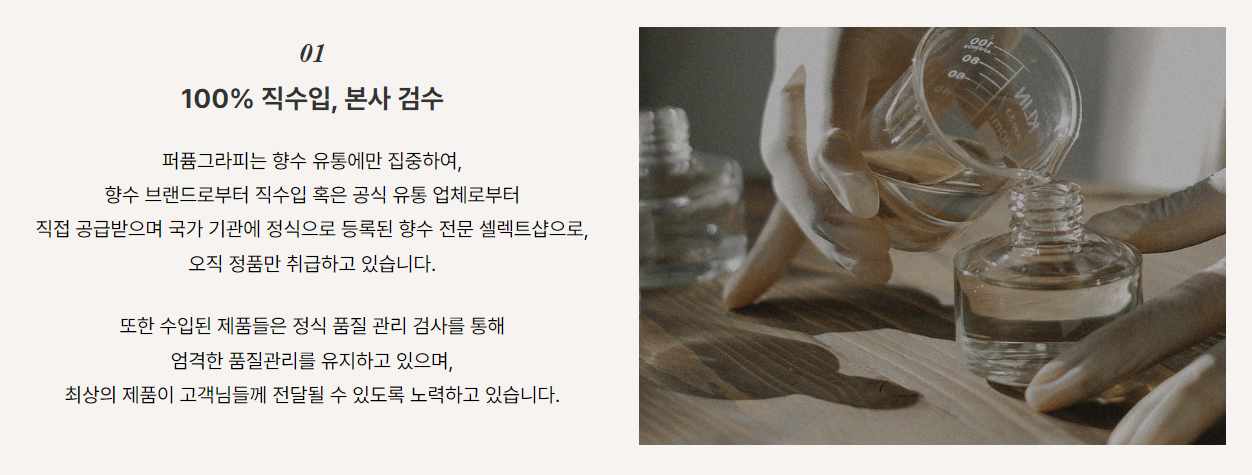 01
100% 직수입, 본사 검수
퍼퓸그라피는 향수 유통에만 집중하여,
향수 브랜드로부터 직수입 혹은 공식 유통 업체로부터
직접 공급받으며 국가 기관에 정식으로 등록된 향수 전문 셀렉트샵으로,
오직 정품만 취급하고 있습니다.
또한 수입된 제품들은 정식 품질 관리 검사를 통해
엄격한 품질관리를 유지하고 있으며,
최상의 제품이 고객님들께 전달될 수 있도록 노력하고 있습니다.
100
80
60